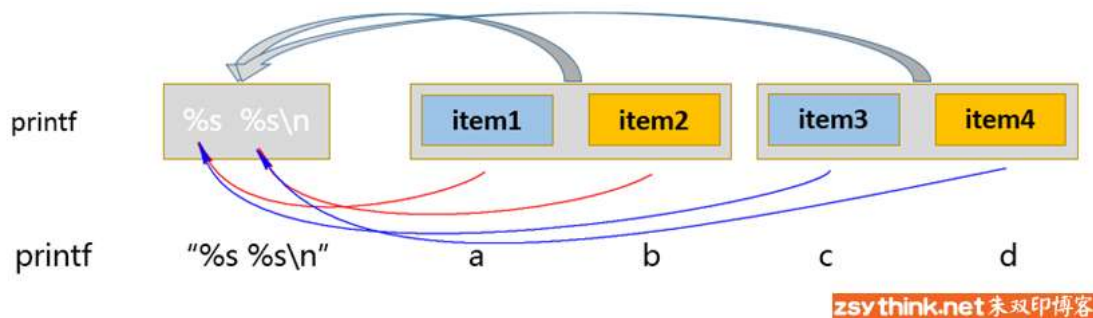 printf %s %s\n item1 item2 item3 item4
printf “%s %s\n” a b c d
zsythink.net朱双印博客